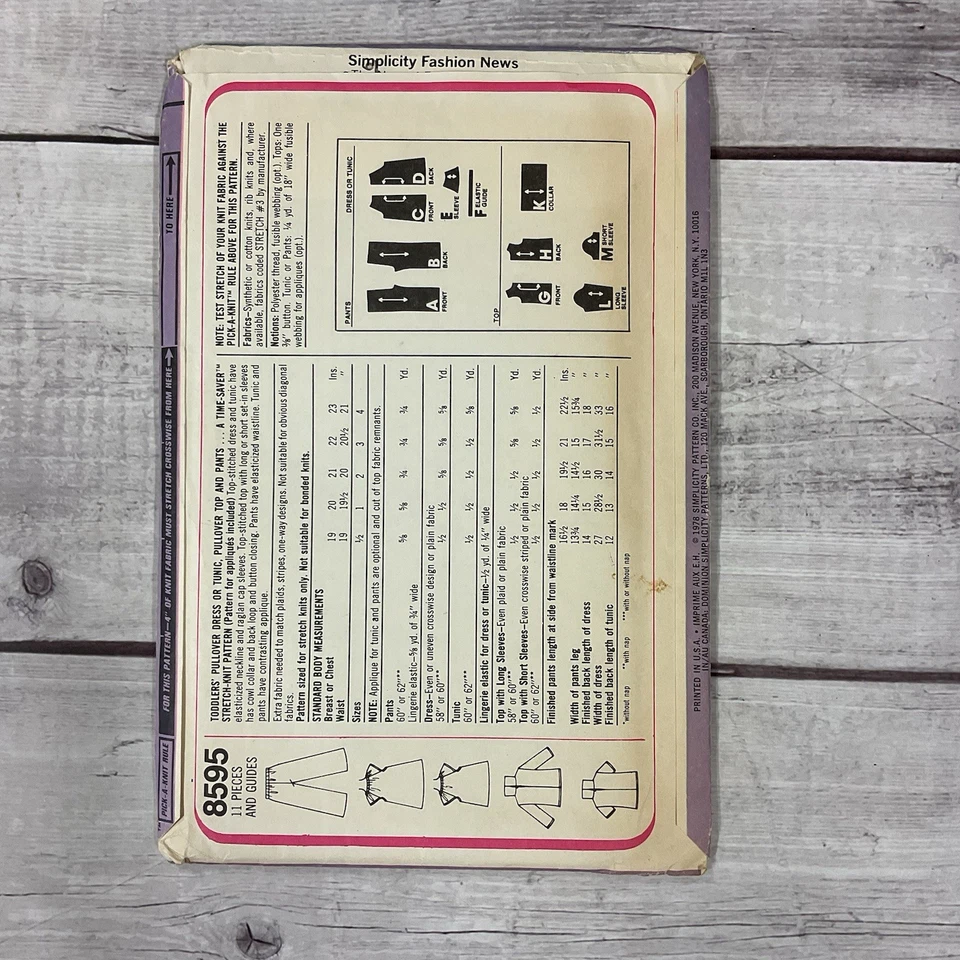 Simplicity Fashion News
PICK-A-KNIT RULE
FOR THIS PATTERN—4" OF KNIT FABRIC MUST STRETCH CROSSWISE FROM HERE
TO HERE
8595
11 PIECES
AND GUIDES
TODDLERS' PULLOVER DRESS OR TUNIC, PULLOVER TOP AND PANTS ... A TIME-SAVER™
STRETCH-KNIT PATTERN (Pattern for appliqués included) Top-stitched dress and tunic have
elasticized neckline and raglan cap sleeves. Top-stitched top with long or short set-in sleeves
has cowl collar and back loop and button closing. Pants have elasticized waistline. Tunic and
pants have contrasting applique.
Extra fabric needed to match plaids, stripes, one-way designs. Not suitable for obvious diagonal
fabrics.
Pattern sized for stretch knits only. Not suitable for bonded knits.
STANDARD BODY MEASUREMENTS
Breast or Chest 19 20 21 22 23 Ins.
Waist 19 19½ 20 20½ 21 "
Sizes ½ 1 2 3 4
NOTE: Applique for tunic and pants are optional and cut of top fabric remnants.
Pants
60" or 62"** ⅝ ⅝ ¾ ¾ ¾ Yd.
Lingerie elastic—⅝ yd. of ¾" wide
Dress—Even or uneven crosswise design or plain fabric
58" or 60"** ½ ½ ⅝ ⅝ ⅝ Yd.
Tunic
60" or 62"** ½ ½ ½ ½ ⅝ Yd.
Lingerie elastic for dress or tunic—½ yd. of ¼" wide
Top with Long Sleeves—Even plaid or plain fabric
58" or 60"** ½ ½ ½ ⅝ ⅝ Yd.
Top with Short Sleeves—Even crosswise striped or plain fabric
60" or 62"** ½ ½ ½ ½ ½ Yd.
Finished pants length at side from waistline mark
16½ 18 19½ 21 22½ Ins.
Width of pants leg 13¾ 14¼ 14½ 15 15¾ "
Finished back length of dress 14 15 16 17 18 "
Width of dress 27 28½ 30 31½ 33 "
Finished back length of tunic 12 13 14 15 16 "
*without nap **with nap ***with or without nap
NOTE: TEST STRETCH OF YOUR KNIT FABRIC AGAINST THE
PICK-A-KNIT™ RULE ABOVE FOR THIS PATTERN.
Fabrics—Synthetic or cotton knits, rib knits and, where
available, fabrics coded STRETCH #3 by manufacturer.
Notions: Polyester thread, fusible webbing (opt.). Tops: One
⅜" button. Tunic or Pants: ¼ yd. of 18" wide fusible
webbing for appliques (opt.).
PANTS
A
FRONT
B
BACK
DRESS OR TUNIC
C
FRONT
D
BACK
E
SLEEVE
F ELASTIC
GUIDE
TOP
G
FRONT
H
BACK
K
COLLAR
L
LONG
SLEEVE
M SHORT
SLEEVE
PRINTED IN U.S.A. • IMPRIME AUX E.H. © 1978 SIMPLICITY PATTERN CO. INC., 200 MADISON AVENUE, NEW YORK, N.Y. 10016
IN/AU CANADA: DOMINION SIMPLICITY PATTERNS, LTD., 120 MACK AVE., SCARBOROUGH, ONTARIO M1L 1N3